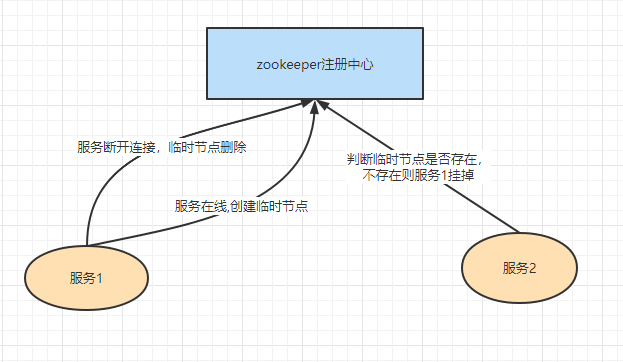 zookeeper注册中心
服务断开连接，临时节点删除
判断临时节点是否存在，
不存在则服务1挂掉
服务在线,创建临时节点
服务1
服务2